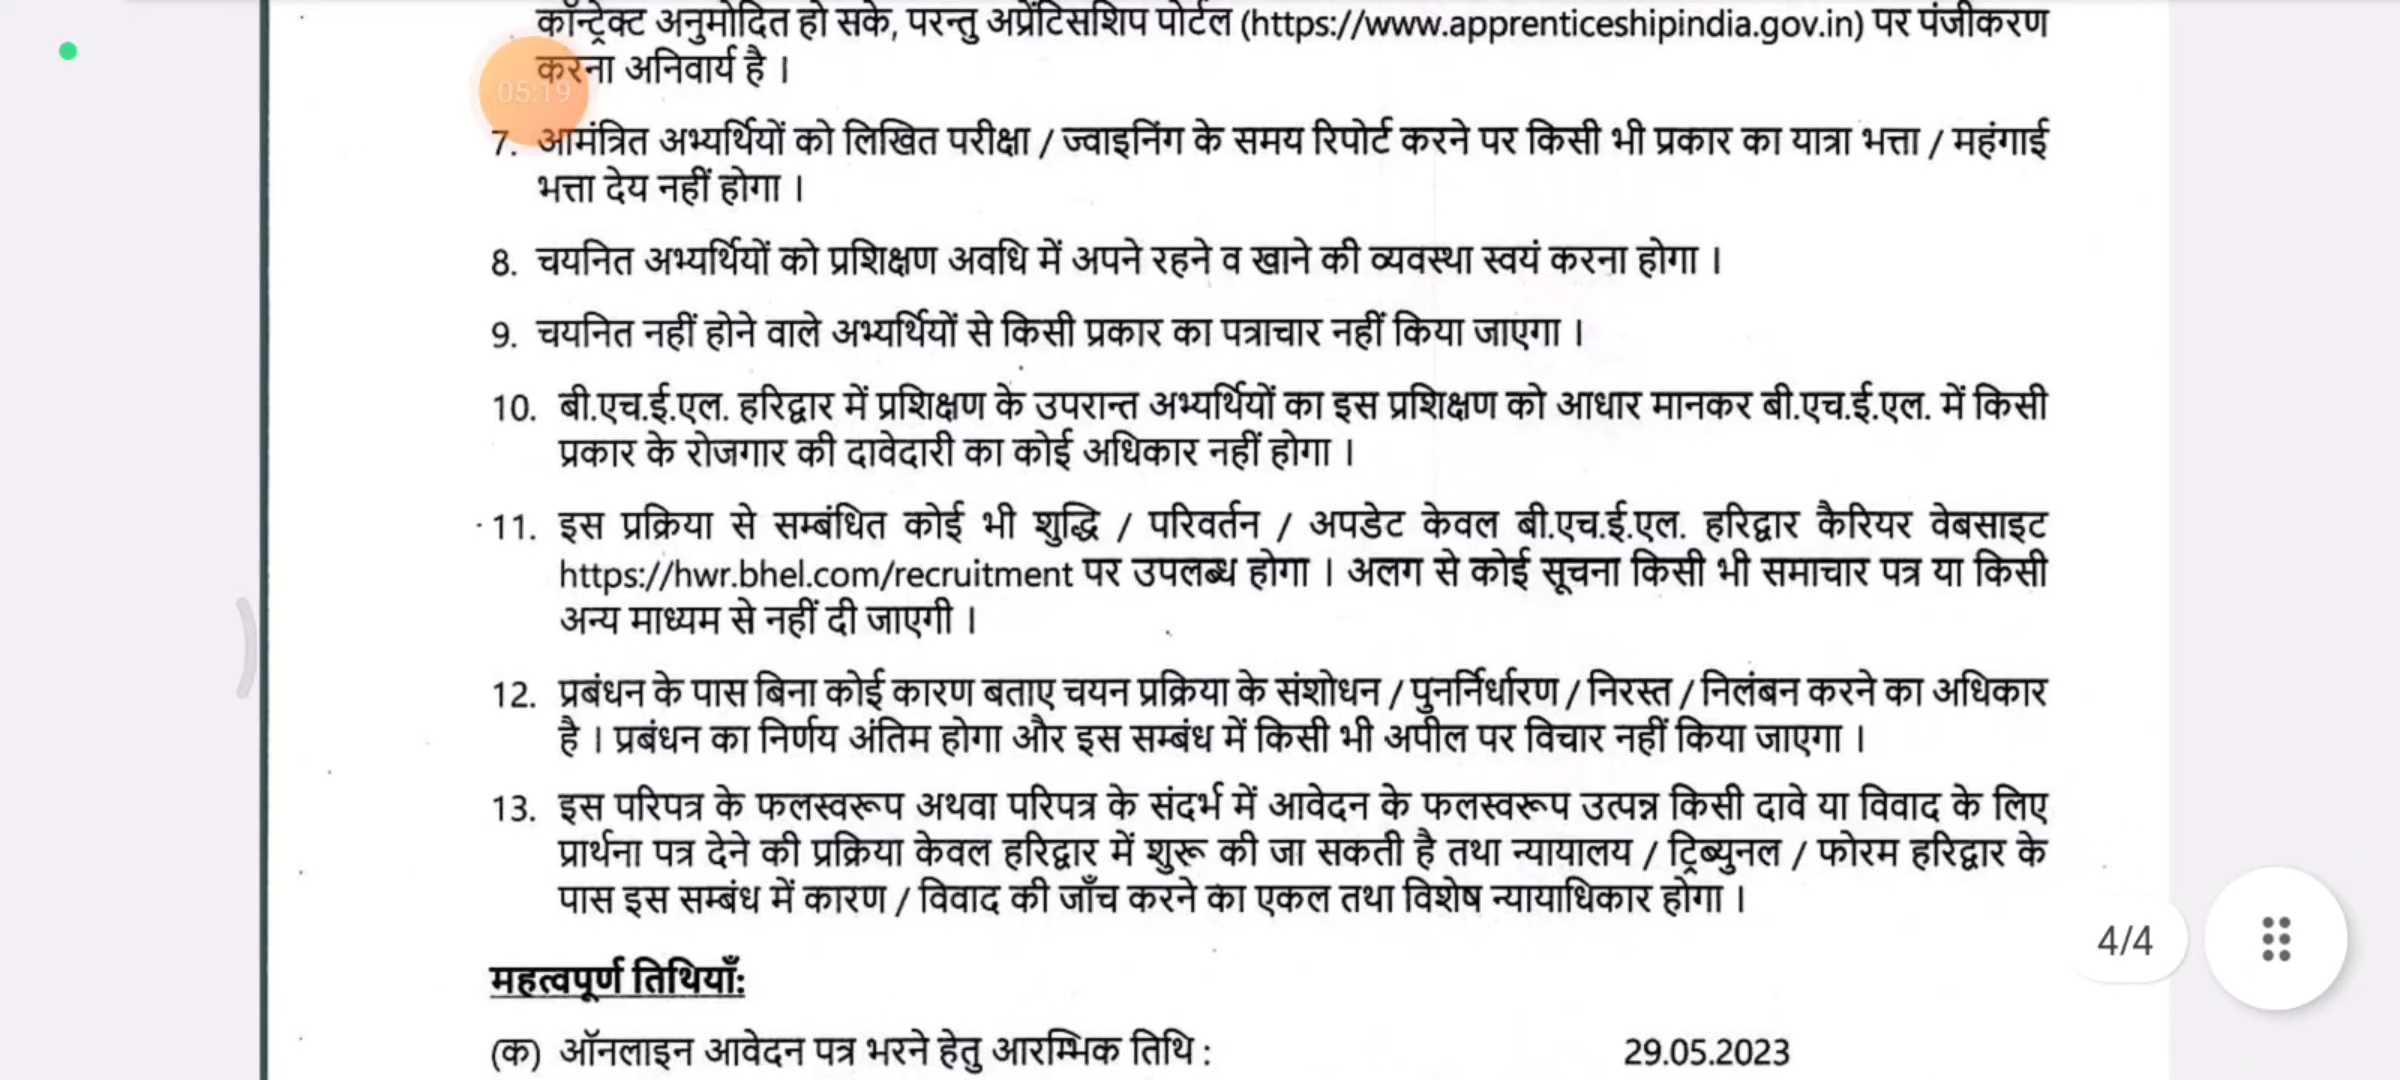 कॉन्ट्रेक्ट अनुमोदित हो सके, परन्तु अप्रेंटिसशिप पोर्टल (https://www.apprenticeshipindia.gov.in) पर पंजीकरण
करना अनिवार्य है ।
05:19
7. आमंत्रित अभ्यर्थियों को लिखित परीक्षा / ज्वाइनिंग के समय रिपोर्ट करने पर किसी भी प्रकार का यात्रा भत्ता / महंगाई
भत्ता देय नहीं होगा ।
8. चयनित अभ्यर्थियों को प्रशिक्षण अवधि में अपने रहने व खाने की व्यवस्था स्वयं करना होगा ।
9. चयनित नहीं होने वाले अभ्यर्थियों से किसी प्रकार का पत्राचार नहीं किया जाएगा ।
10. बी.एच.ई.एल. हरिद्वार में प्रशिक्षण के उपरान्त अभ्यर्थियों का इस प्रशिक्षण को आधार मानकर बी.एच.ई.एल. में किसी
प्रकार के रोजगार की दावेदारी का कोई अधिकार नहीं होगा ।
11. इस प्रक्रिया से सम्बंधित कोई भी शुद्धि / परिवर्तन / अपडेट केवल बी.एच.ई.एल. हरिद्वार कैरियर वेबसाइट
https://hwr.bhel.com/recruitment पर उपलब्ध होगा । अलग से कोई सूचना किसी भी समाचार पत्र या किसी
अन्य माध्यम से नहीं दी जाएगी ।
12. प्रबंधन के पास बिना कोई कारण बताए चयन प्रक्रिया के संशोधन / पुनर्निर्धारण / निरस्त / निलंबन करने का अधिकार
है । प्रबंधन का निर्णय अंतिम होगा और इस सम्बंध में किसी भी अपील पर विचार नहीं किया जाएगा ।
13. इस परिपत्र के फलस्वरूप अथवा परिपत्र के संदर्भ में आवेदन के फलस्वरूप उत्पन्न किसी दावे या विवाद के लिए
प्रार्थना पत्र देने की प्रक्रिया केवल हरिद्वार में शुरू की जा सकती है तथा न्यायालय / ट्रिब्युनल / फोरम हरिद्वार के
पास इस सम्बंध में कारण / विवाद की जाँच करने का एकल तथा विशेष न्यायाधिकार होगा ।
4/4
महत्वपूर्ण तिथियाँ:
(क) ऑनलाइन आवेदन पत्र भरने हेतु आरम्भिक तिथि : 29.05.2023